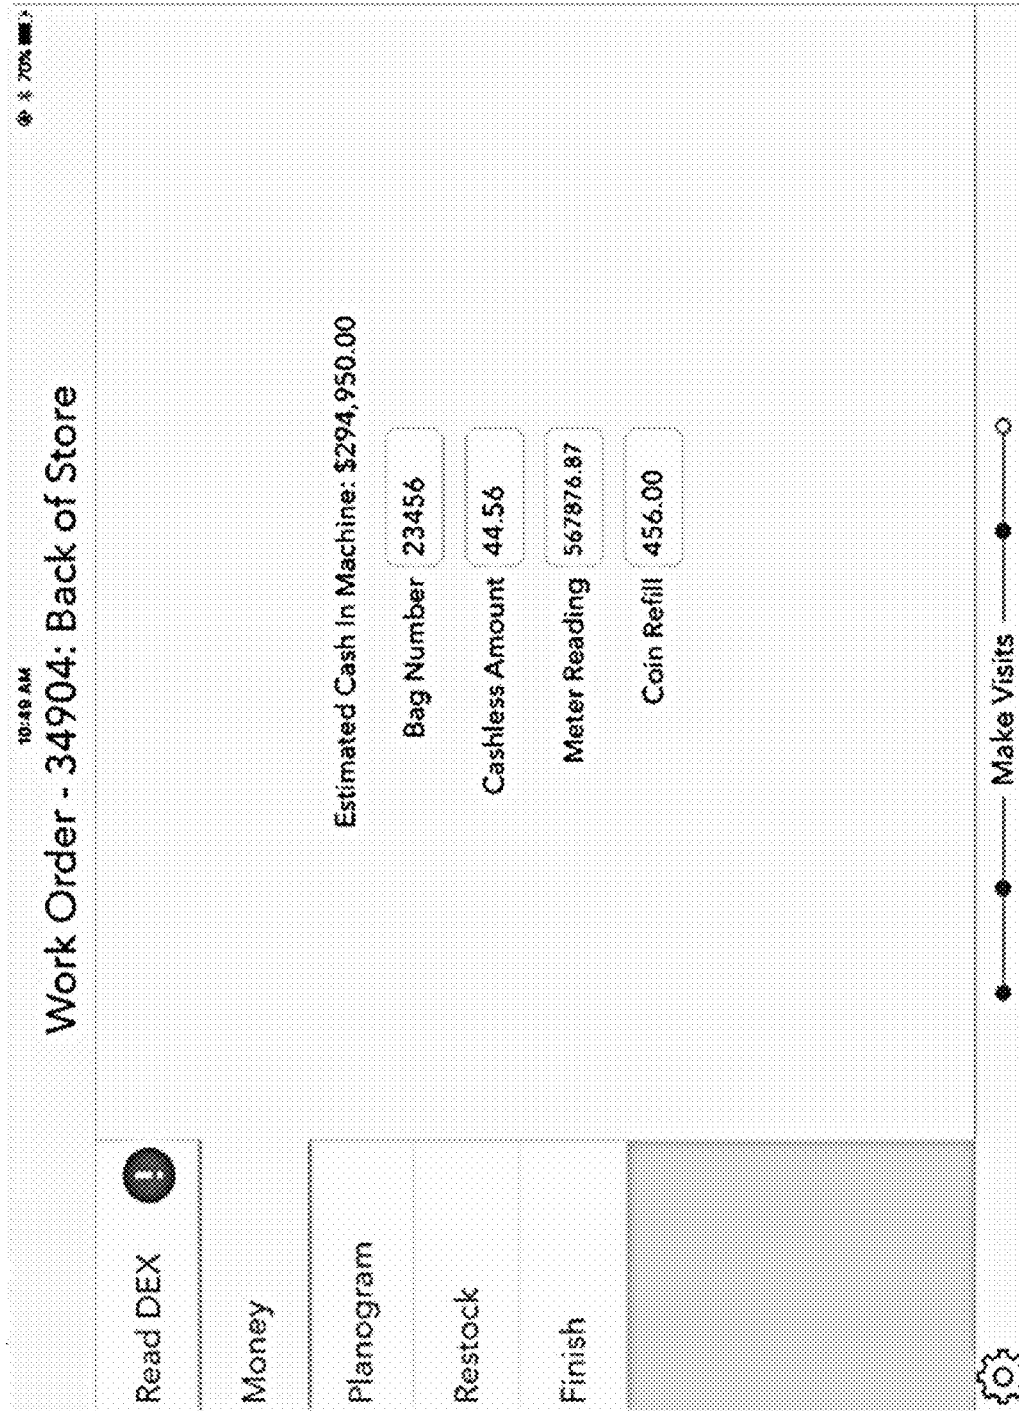 10:49 AM
70%
Work Order - 34904: Back of Store
Read DEX
!
Money
Planogram
Restock
Finish
Estimated Cash In Machine: $294,950.00
Bag Number 23456
Cashless Amount 44.56
Meter Reading 567876.87
Coin Refill 456.00
Make Visits